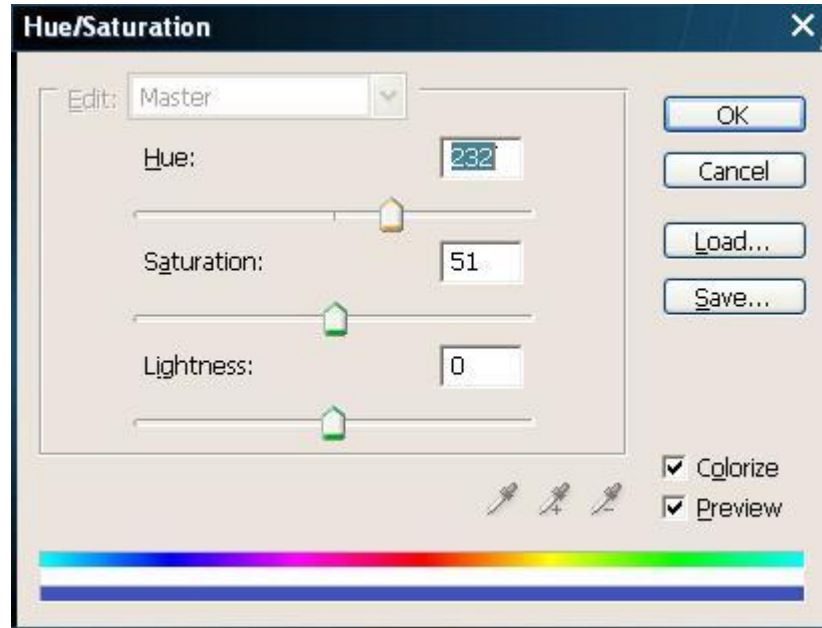 Hue/Saturation
Edit: Master
OK
Hue: 232
Cancel
Saturation: 51
Load...
Save...
Lightness: 0
Colorize
Preview